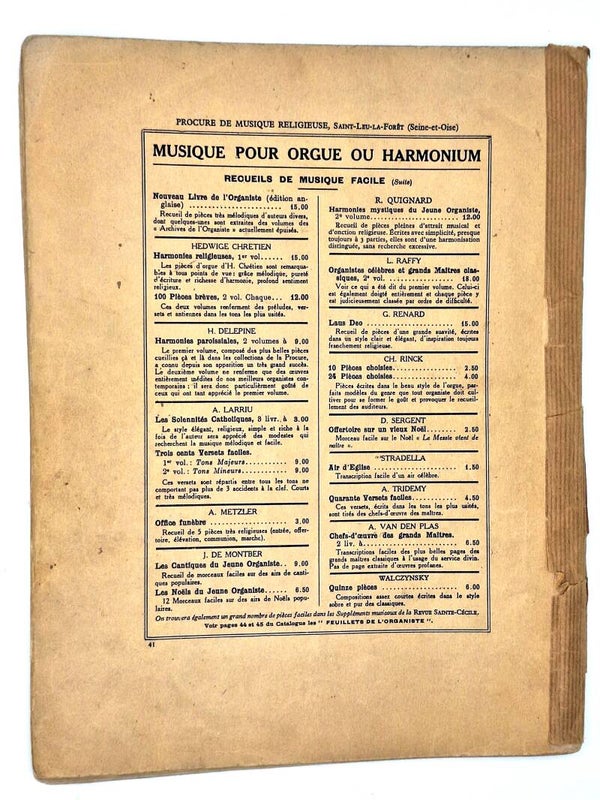 PROCURE DE MUSIQUE RELIGIEUSE, SAINT-LEU-LA-FORÊT (Seine-et-Oise)
MUSIQUE POUR ORGUE OU HARMONIUM
RECUEILS DE MUSIQUE FACILE (Suite)
Nouveau Livre de l'Organiste (édition an-
glaise) ........................ 15.00
Recueil de pièces très mélodiques d'auteurs divers,
dont quelques-unes sont extraites des volumes des
« Archives de l'Organiste » actuellement épuisés.
HEDWIGE CHRETIEN
Harmonies religieuses, 1er vol...... 15.00
Les pièces d'orgue d'H. Chrétien sont remarqua-
bles à tous points de vue : grâce mélodique, pureté
d'écriture et richesse d'harmonie, profond sentiment
religieux.
100 Pièces brèves, 2 vol. Chaque... 12.00
Ces deux volumes renferment des préludes, ver-
sets et antiennes dans les tons les plus usités.
H. DELEPINE
Harmonies paroissiales, 2 volumes à 9.00
Le premier volume, composé des plus belles pièces
cueillies çà et là dans les collections de la Procure,
a connu depuis son apparition un très grand succès.
Le deuxième volume ne renferme que des œuvres
entièrement inédites de nos meilleurs organistes con-
temporains ; il sera donc particulièrement goûté de
ceux qui ont tant apprécié le premier volume.
A. LARRIU
Les Solennités Catholiques, 3 livr. à 3.00
Le style élégant, religieux, simple et riche à la
fois de l'auteur sera apprécié des modestes qui
recherchent la musique mélodique et facile.
Trois cents Versets faciles.
1er vol : Tons Majeurs........... 9.00
2e vol : Tons Mineurs........... 9.00
Ces versets sont répartis entre tous les tons ne
comportant pas plus de 3 accidents à la clef. Courts
et très mélodiques.
A. METZLER
Office funèbre .................. 3.00
Recueil de 5 pièces très religieuses (entrée, offer-
toire, élévation, communion, marche).
J. DE MONTBER
Les Cantiques du Jeune Organiste.. 9.00
Recueil de morceaux faciles sur des airs de canti-
ques populaires.
Les Noëls du Jeune Organiste...... 6.50
12 Morceaux faciles sur des airs de Noëls popu-
laires.
R. QUIGNARD
Harmonies mystiques du Jeune Organiste,
2e volume...................... 12.00
Recueil de pièces pleines d'attrait musical et
d'onction religieuse. Écrites avec simplicité, presque
toujours à 3 parties, elles sont d'une harmonisation
distinguée, sans recherche excessive.
L. RAFFY
Organistes célèbres et grands Maîtres clas-
siques, 2e vol. ................. 18.00
Voir ce qui a été dit du premier volume. Celui-ci
est également doigté entièrement et chaque pièce y
est judicieusement classée par ordre de difficulté.
G. RENARD
Laus Deo ....................... 15.00
Recueil de pièces d'une grande suavité, écrites
dans un style clair et élégant, d'inspiration toujours
franchement religieuse.
CH. RINCK
10 Pièces choisies................ 2.50
24 Pièces choisies................ 4.00
Pièces écrites dans le beau style de l'orgue, par-
faits modèles du genre que tout organiste doit cul-
tiver pour se former le goût et provoquer le recueil-
lement des auditeurs.
D. SERGENT
Offertoire sur un vieux Noël...... 2.50
Morceau facile sur le Noël « Le Messie vient de
naître ».
STRADELLA
Air d'Eglise ..................... 1.50
Transcription facile d'un air célèbre.
A. TRIDEMY
Quarante Versets faciles........... 4.50
Ces versets, écrits dans les tons les plus usités,
sont tirés des chefs-d'œuvre des maîtres.
A. VAN DEN PLAS
Chefs-d'œuvre des grands Maîtres.
2 liv. à........................ 6.50
Transcriptions faciles des plus belles pages des
grands maîtres classiques à l'usage du service divin.
Pas de page extraite d'œuvres profanes.
WALCZYNSKY
Quinze pièces ................... 6.00
Compositions assez courtes écrites dans le style
sobre et pur des classiques.
On trouvera également un grand nombre de pièces faciles dans les Suppléments musicaux de la REVUE SAINTE-CÉCILE.
Voir pages 44 et 45 du Catalogue les " FEUILLETS DE L'ORGANISTE ".
41